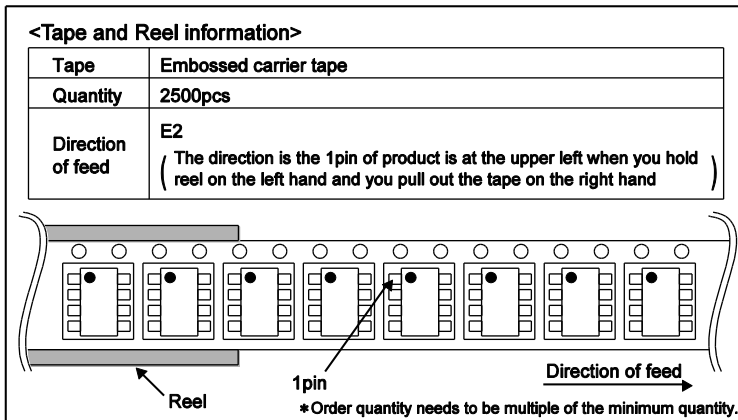 <Tape and Reel information>
Tape Embossed carrier tape
Quantity 2500pcs
Direction of feed E2
( The direction is the 1pin of product is at the upper left when you hold
reel on the left hand and you pull out the tape on the right hand )
Reel
1pin
Direction of feed
*Order quantity needs to be multiple of the minimum quantity.